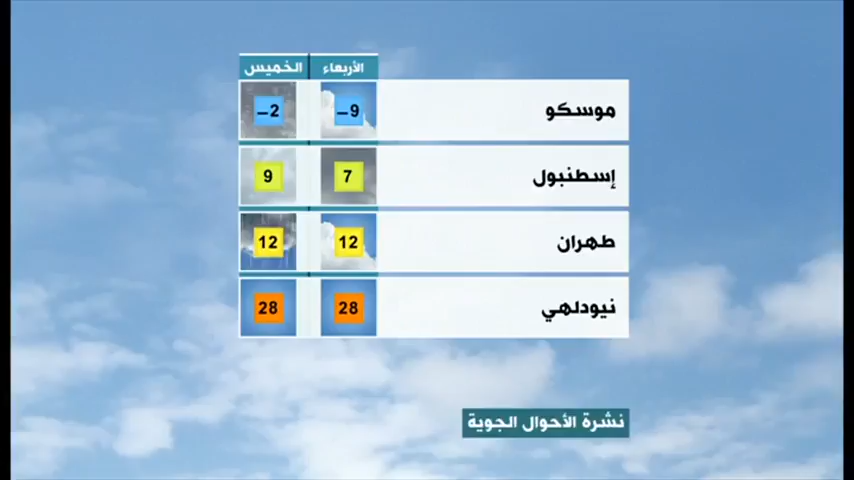 الأربعاء الخميس
موسكو –9 –2
إسطنبول 7 9
طهران 12 12
نيودلهي 28 28
نشرة الأحوال الجوية